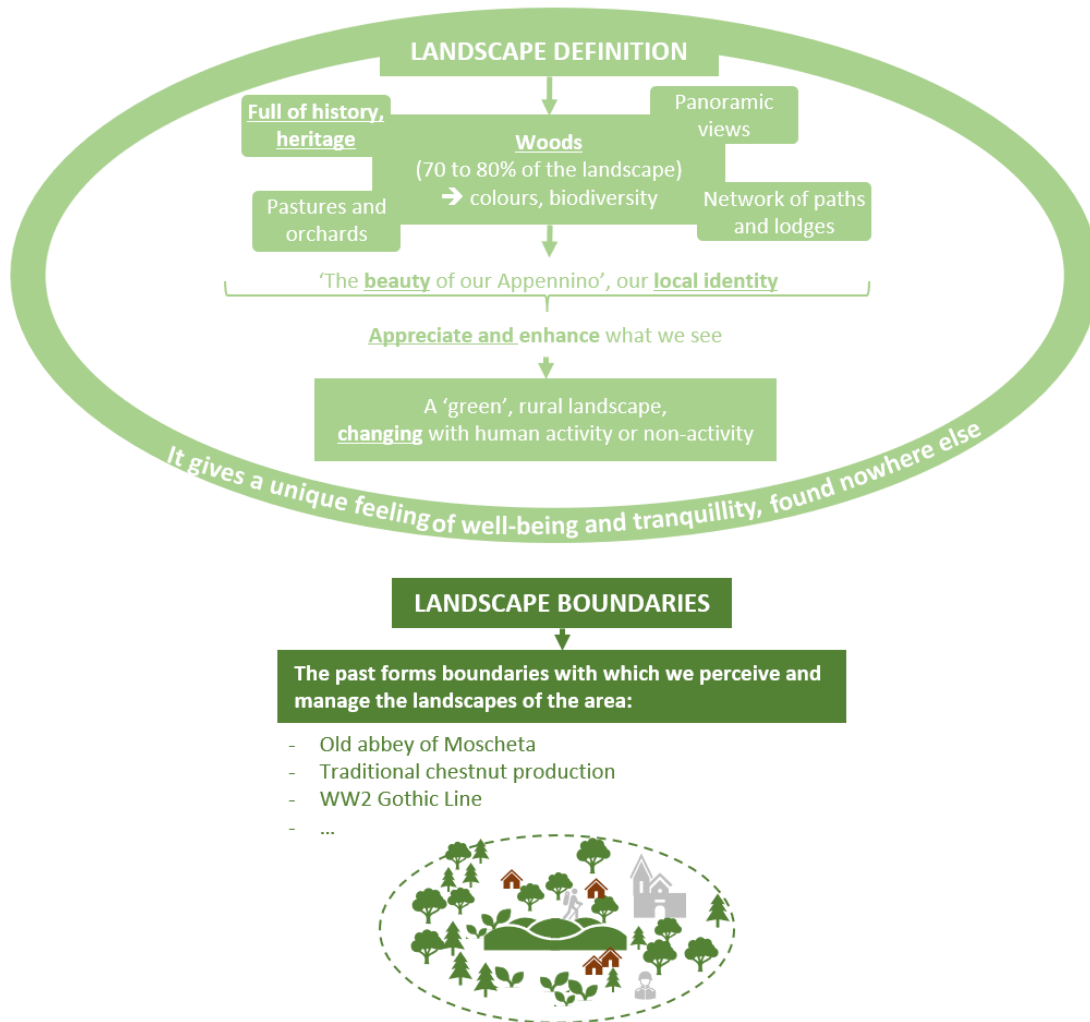 LANDSCAPE DEFINITION
Full of history,
heritage
Panoramic
views
Woods
(70 to 80% of the landscape)
➔ colours, biodiversity
Pastures and
orchards
Network of paths
and lodges
‘The beauty of our Appennino’, our local identity
Appreciate and enhance what we see
A ‘green’, rural landscape,
changing with human activity or non-activity
It gives a unique feeling of well-being and tranquillity, found nowhere else
LANDSCAPE BOUNDARIES
The past forms boundaries with which we perceive and
manage the landscapes of the area:
- Old abbey of Moscheta
- Traditional chestnut production
- WW2 Gothic Line
- ...